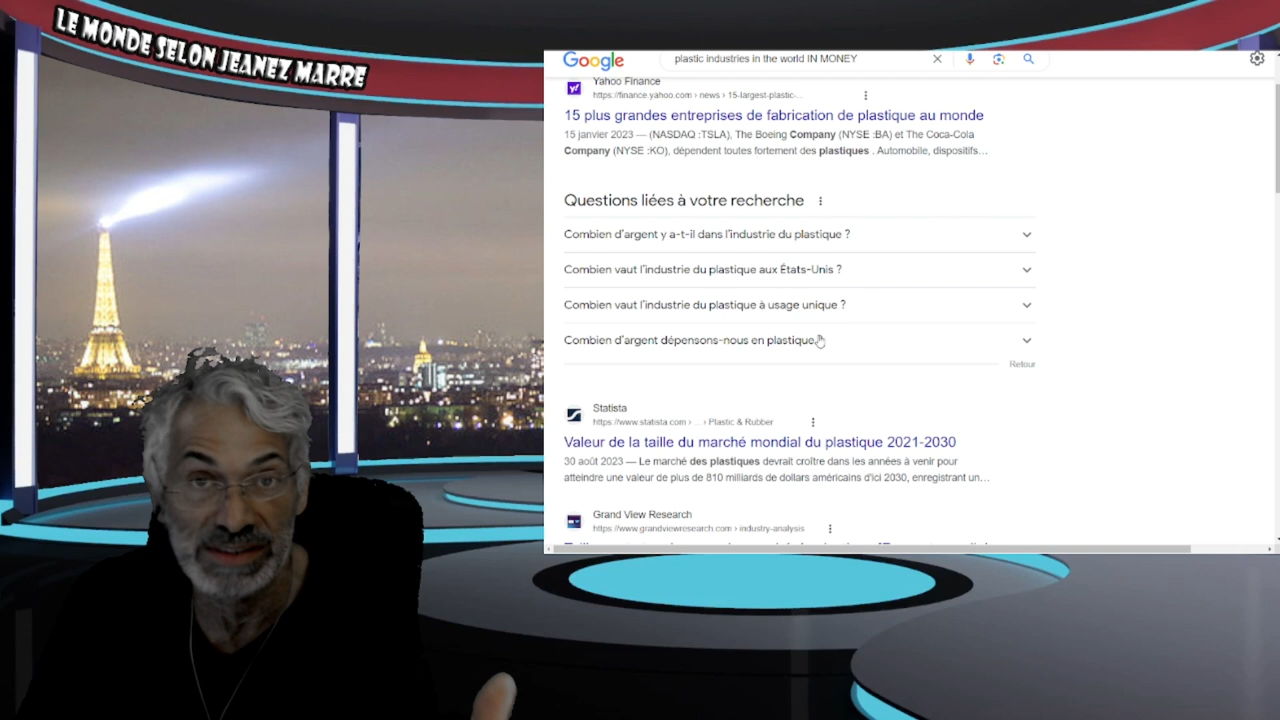 LE MONDE SELON JEANEZ MARRE
Google
plastic industries in the world IN MONEY
Yahoo Finance
https://finance.yahoo.com › news › 15-largest-plastic-...
15 plus grandes entreprises de fabrication de plastique au monde
15 janvier 2023 — (NASDAQ :TSLA), The Boeing Company (NYSE :BA) et The Coca-Cola
Company (NYSE :KO), dépendent toutes fortement des plastiques . Automobile, dispositifs...
Questions liées à votre recherche
Combien d'argent y a-t-il dans l'industrie du plastique ?
Combien vaut l'industrie du plastique aux États-Unis ?
Combien vaut l'industrie du plastique à usage unique ?
Combien d'argent dépensons-nous en plastique
Retour
Statista
https://www.statista.com › ... › Plastic & Rubber
Valeur de la taille du marché mondial du plastique 2021-2030
30 août 2023 — Le marché des plastiques devrait croître dans les années à venir pour
atteindre une valeur de plus de 810 milliards de dollars américains d'ici 2030, enregistrant un...
Grand View Research
https://www.grandviewresearch.com › industry-analysis